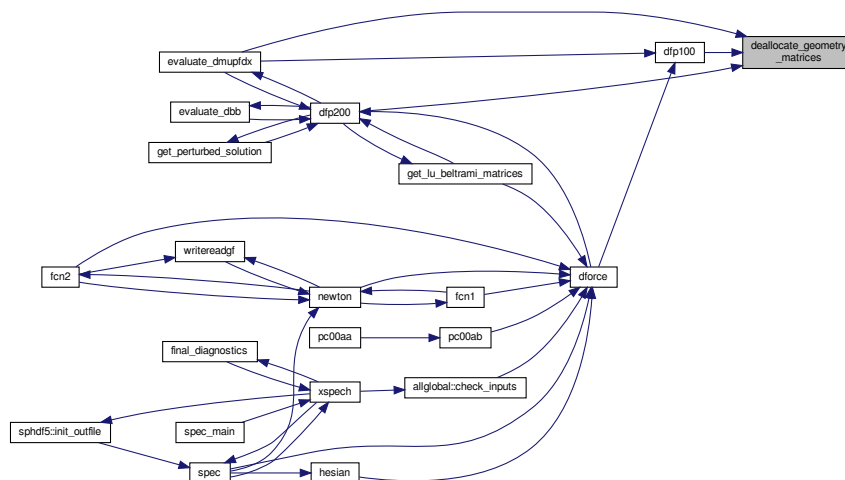 deallocate_geometry
_matrices
dfp100
evaluate_dmupfdx
evaluate_dbb
dfp200
get_perturbed_solution
get_lu_beltrami_matrices
writereadgf
fcn2
dforce
newton
fcn1
pc00aa
pc00ab
final_diagnostics
allglobal::check_inputs
xspech
sphdf5::init_outfile
spec_main
spec
hesian